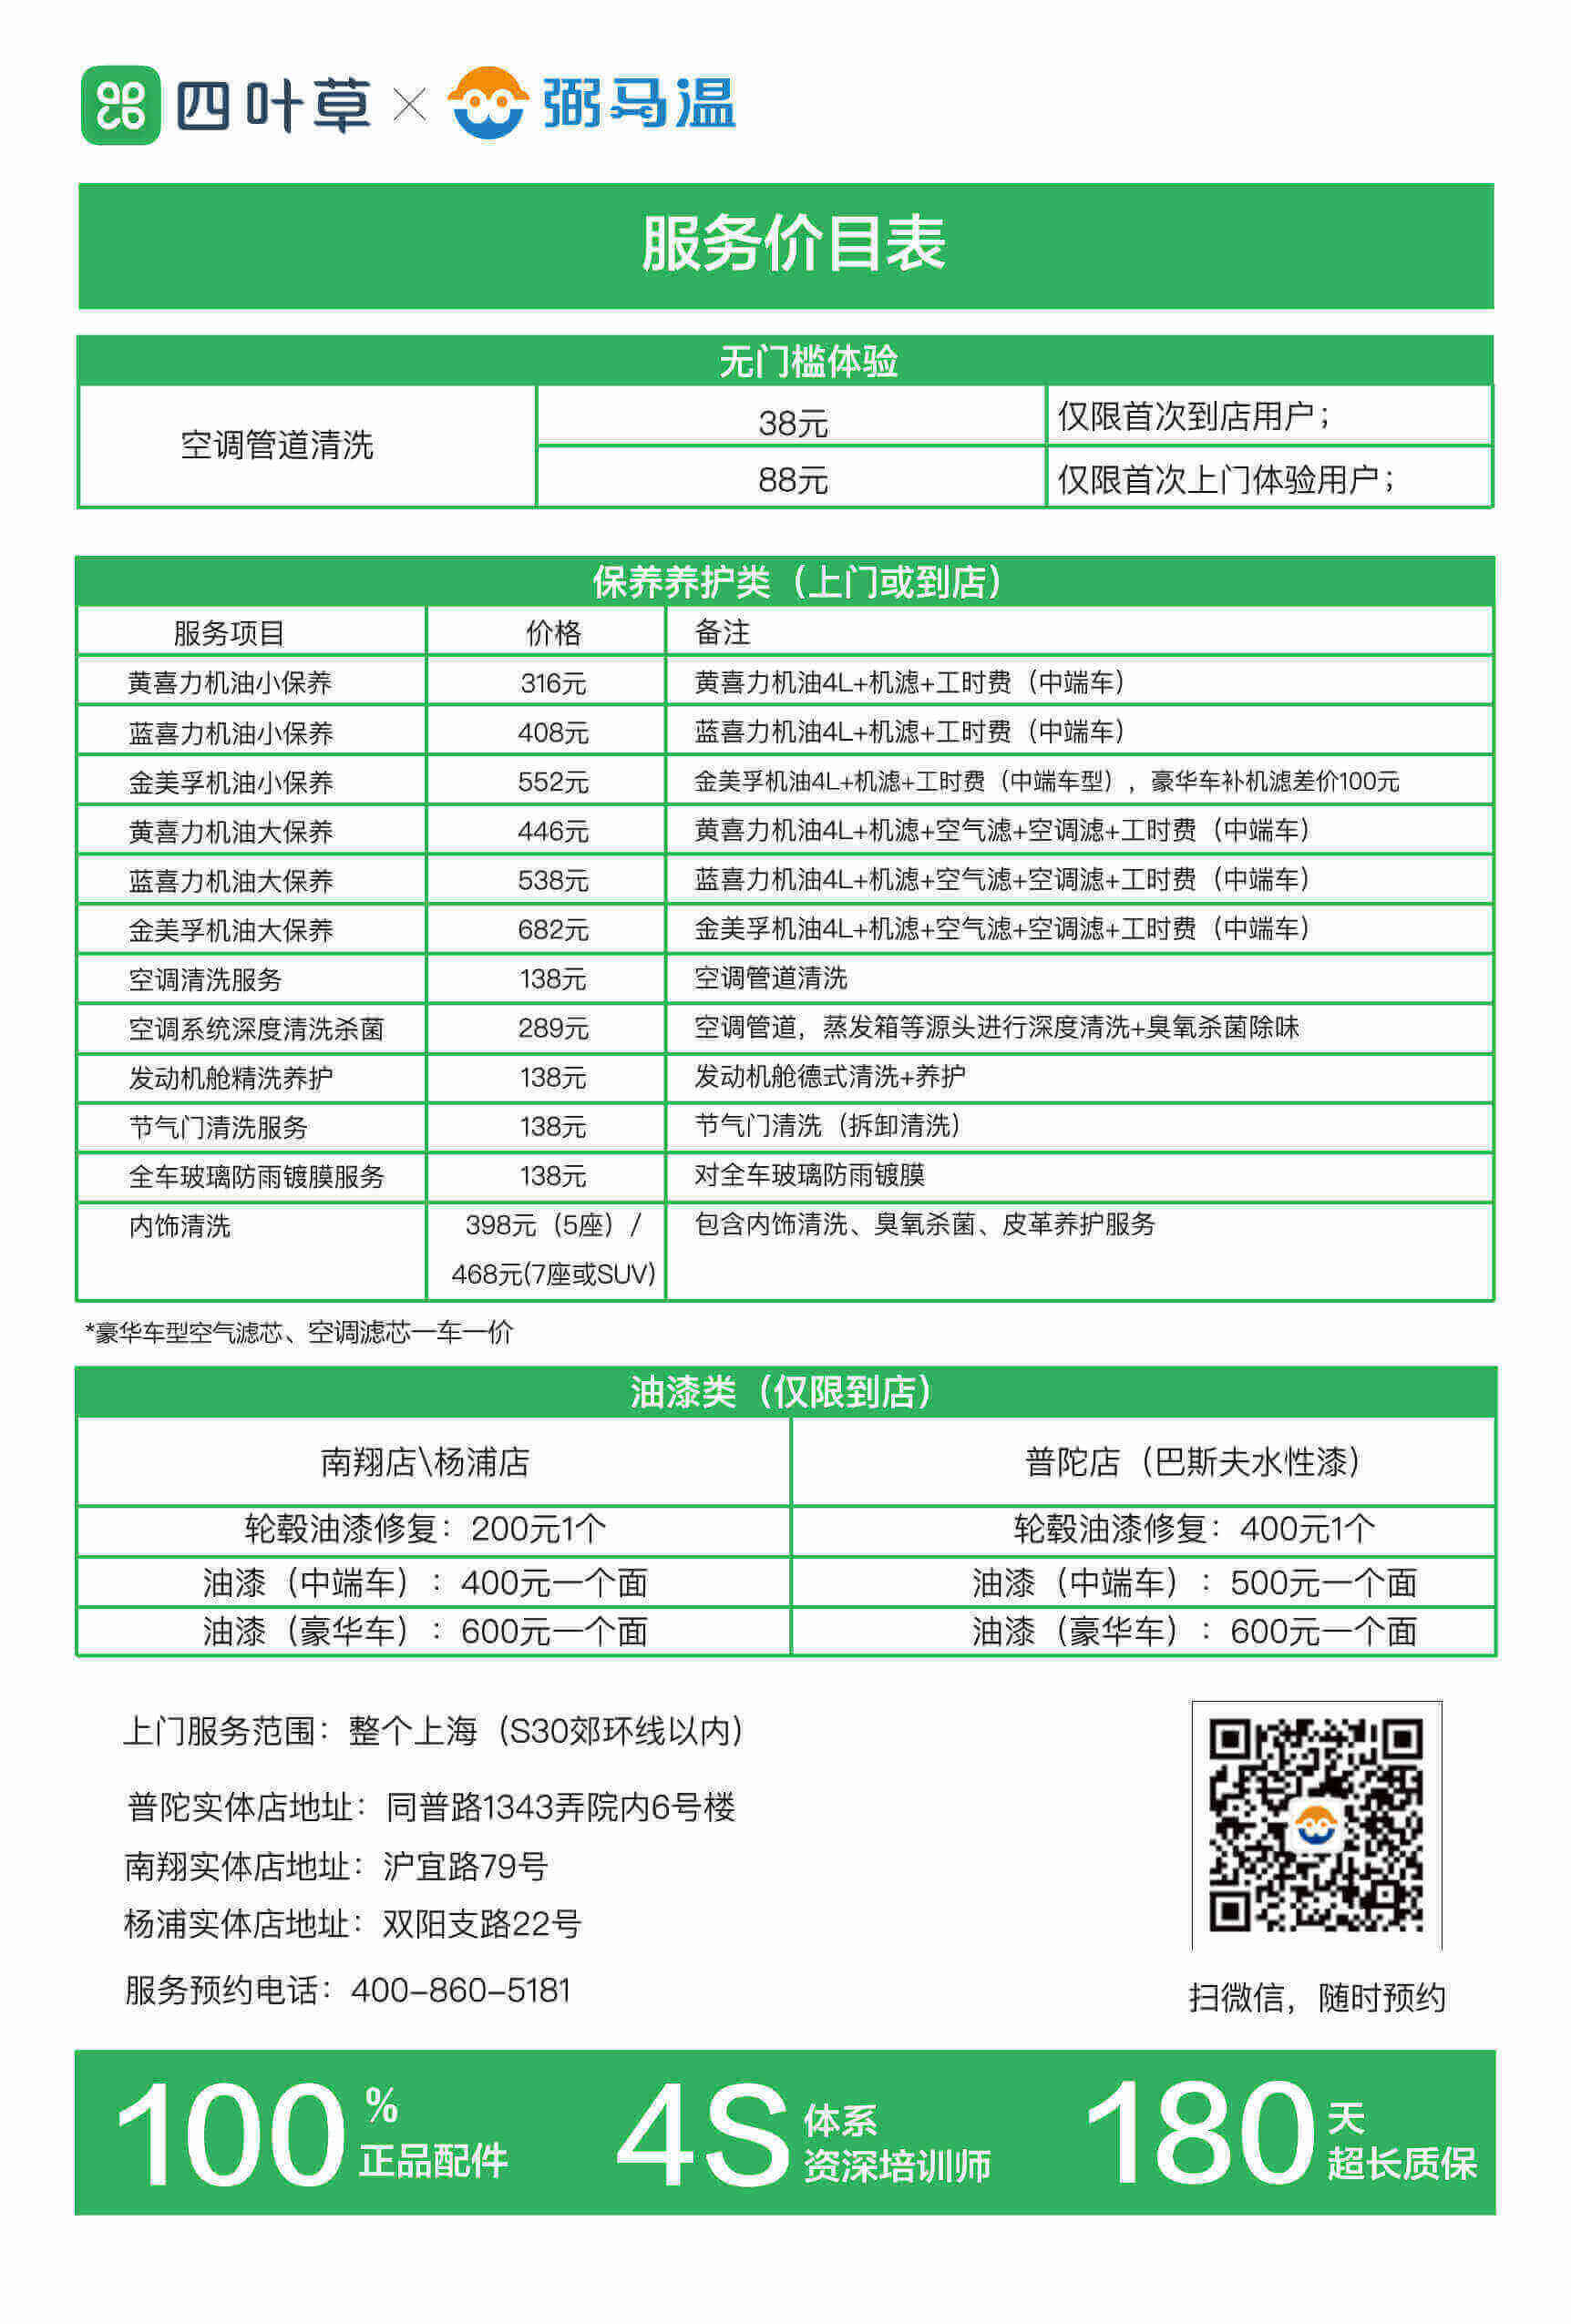 四叶草 × 弼马温
服务价目表
无门槛体验
空调管道清洗
38元 仅限首次到店用户；
88元 仅限首次上门体验用户；
保养养护类（上门或到店）
服务项目 价格 备注
黄喜力机油小保养 316元 黄喜力机油4L+机滤+工时费（中端车）
蓝喜力机油小保养 408元 蓝喜力机油4L+机滤+工时费（中端车）
金美孚机油小保养 552元 金美孚机油4L+机滤+工时费（中端车型），豪华车补机滤差价100元
黄喜力机油大保养 446元 黄喜力机油4L+机滤+空气滤+空调滤+工时费（中端车）
蓝喜力机油大保养 538元 蓝喜力机油4L+机滤+空气滤+空调滤+工时费（中端车）
金美孚机油大保养 682元 金美孚机油4L+机滤+空气滤+空调滤+工时费（中端车）
空调清洗服务 138元 空调管道清洗
空调系统深度清洗杀菌 289元 空调管道，蒸发箱等源头进行深度清洗+臭氧杀菌除味
发动机舱精洗养护 138元 发动机舱德式清洗+养护
节气门清洗服务 138元 节气门清洗（拆卸清洗）
全车玻璃防雨镀膜服务 138元 对全车玻璃防雨镀膜
内饰清洗 398元（5座）/ 包含内饰清洗、臭氧杀菌、皮革养护服务
468元(7座或SUV)
*豪华车型空气滤芯、空调滤芯一车一价
油漆类（仅限到店）
南翔店\杨浦店 普陀店（巴斯夫水性漆）
轮毂油漆修复：200元1个 轮毂油漆修复：400元1个
油漆（中端车）：400元一个面 油漆（中端车）：500元一个面
油漆（豪华车）：600元一个面 油漆（豪华车）：600元一个面
上门服务范围：整个上海（S30郊环线以内）
普陀实体店地址：同普路1343弄院内6号楼
南翔实体店地址：沪宜路79号
杨浦实体店地址：双阳支路22号
服务预约电话：400-860-5181
扫微信，随时预约
100%正品配件
4S体系资深培训师
180天超长质保